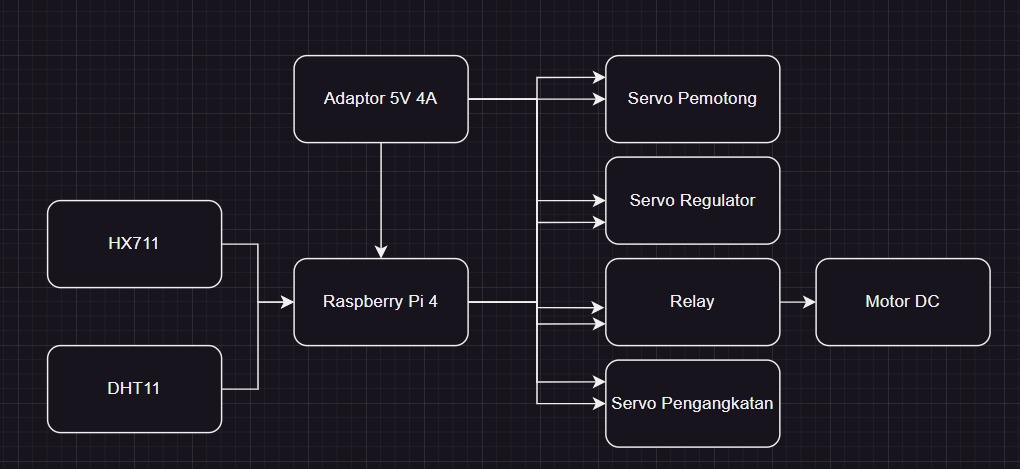 Adaptor 5V 4A
Servo Pemotong
Servo Regulator
HX711
Raspberry Pi 4
Relay
Motor DC
DHT11
Servo Pengangkatan